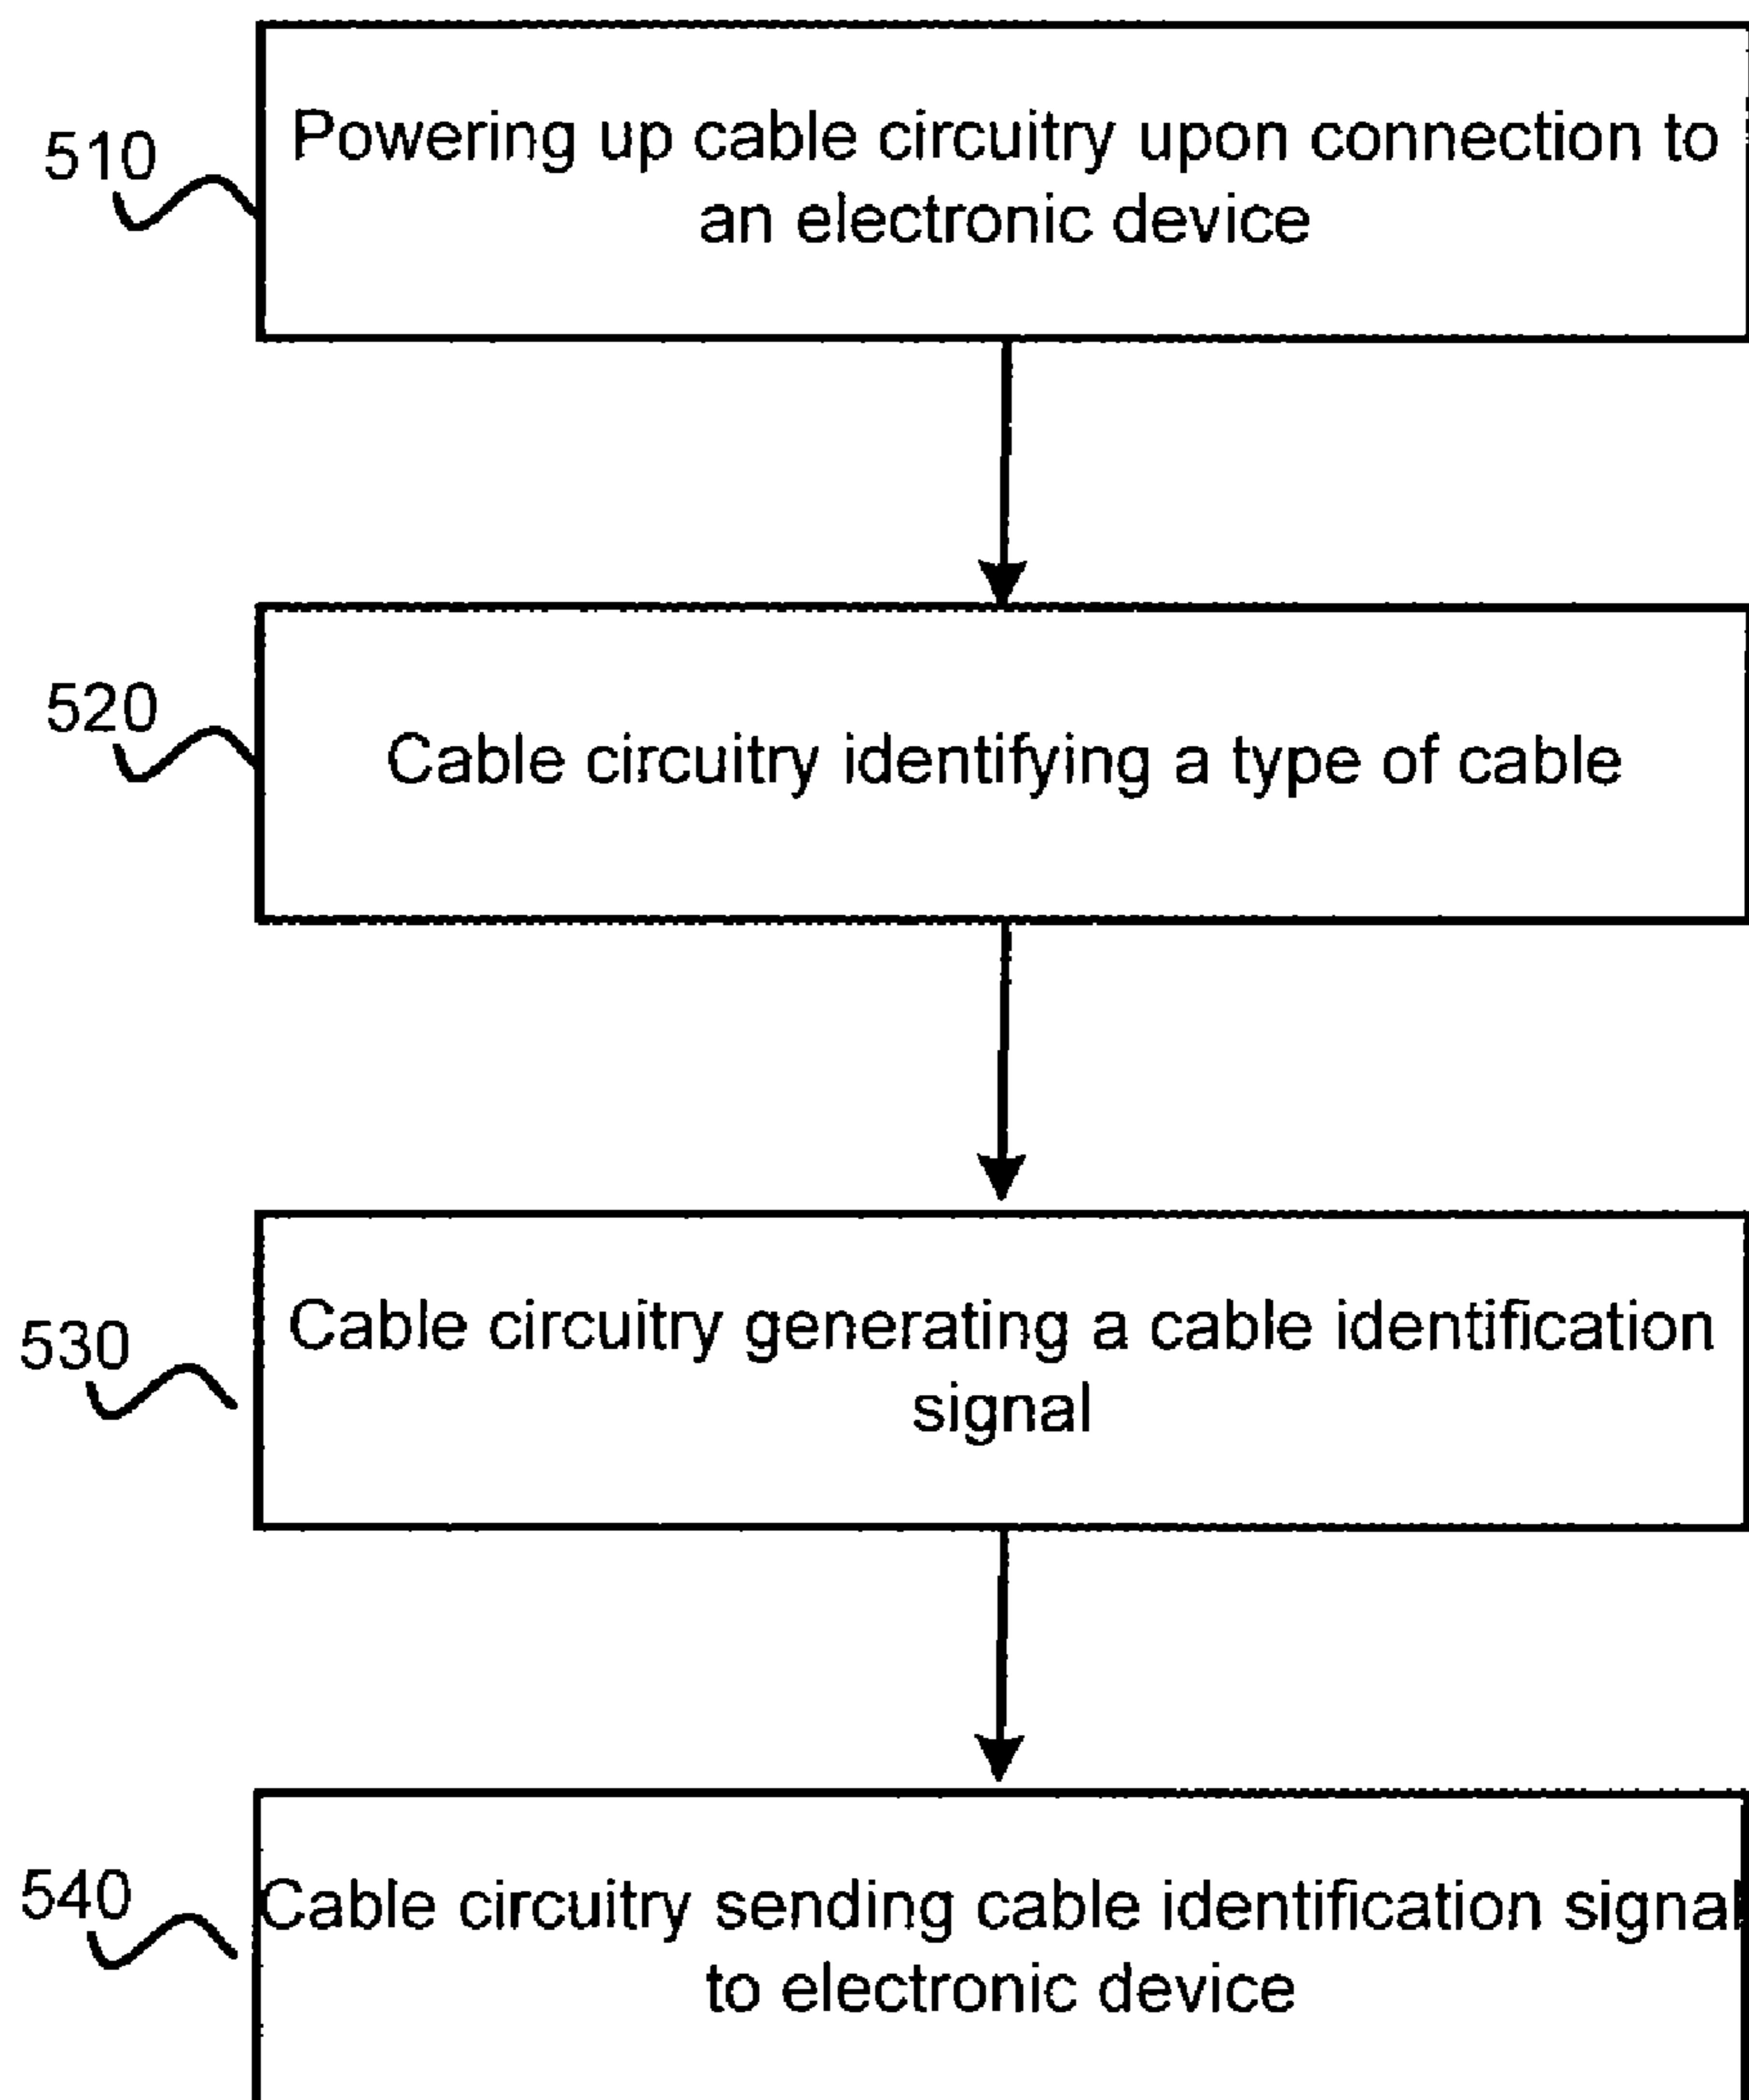 510
Powering up cable circuitry upon connection to
an electronic device
520
Cable circuitry identifying a type of cable
530
Cable circuitry generating a cable identification
signal
540
Cable circuitry sending cable identification signal
to electronic device